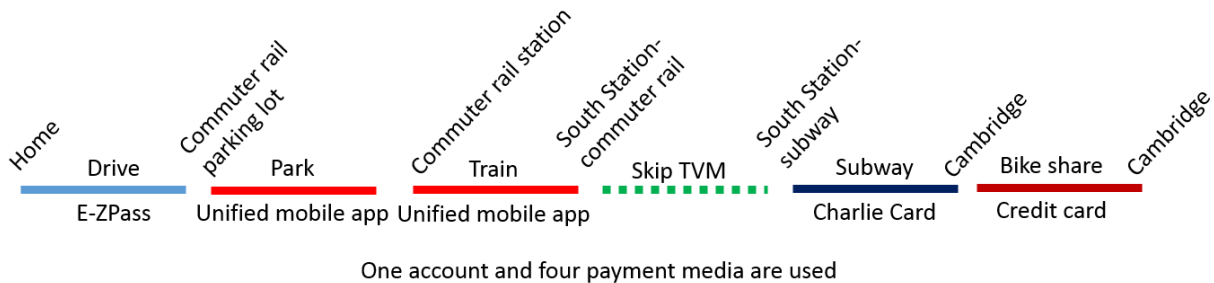 Home
Commuter rail
parking lot
Commuter rail station
South Station-
commuter rail
South Station-
subway
Cambridge
Cambridge
Drive
Park
Train
Skip TVM
Subway
Bike share
E-ZPass
Unified mobile app
Unified mobile app
Charlie Card
Credit card
One account and four payment media are used